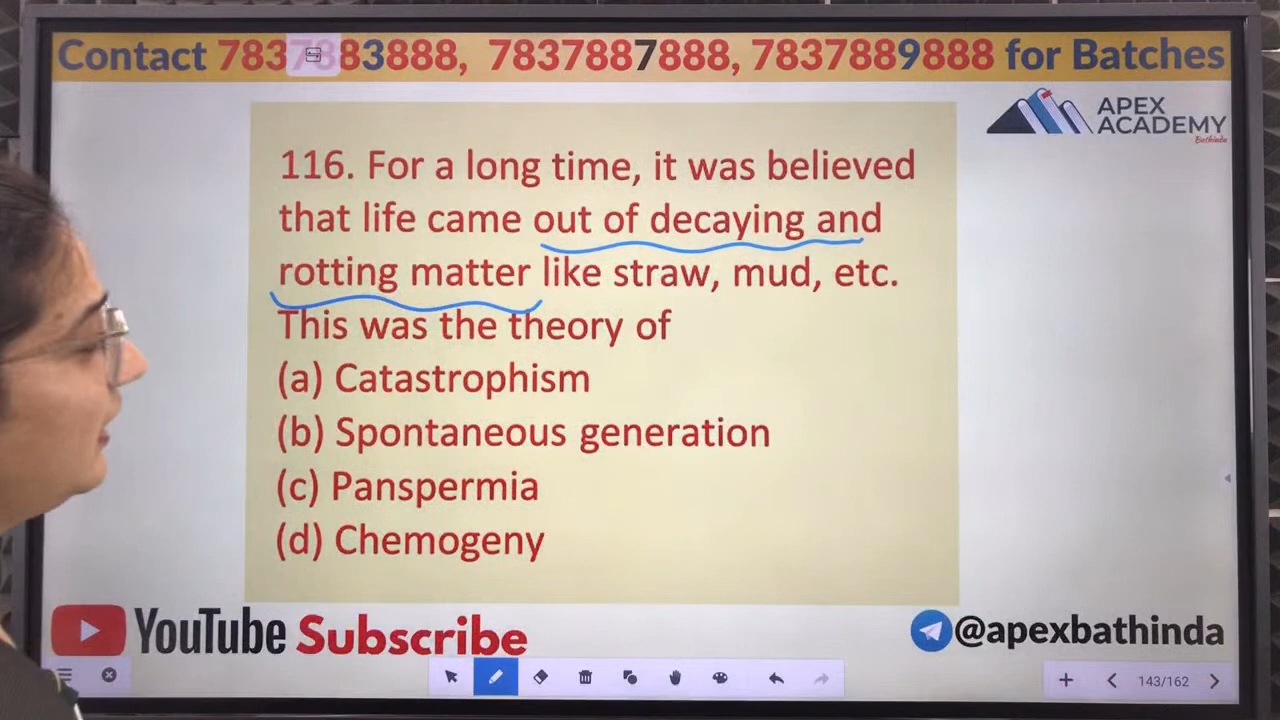 Contact 7837883888, 7837887888, 7837889888 for Batches
APEX
ACADEMY
Bathinda
116. For a long time, it was believed
that life came out of decaying and
rotting matter like straw, mud, etc.
This was the theory of
(a) Catastrophism
(b) Spontaneous generation
(c) Panspermia
(d) Chemogeny
YouTube Subscribe
@apexbathinda
143/162